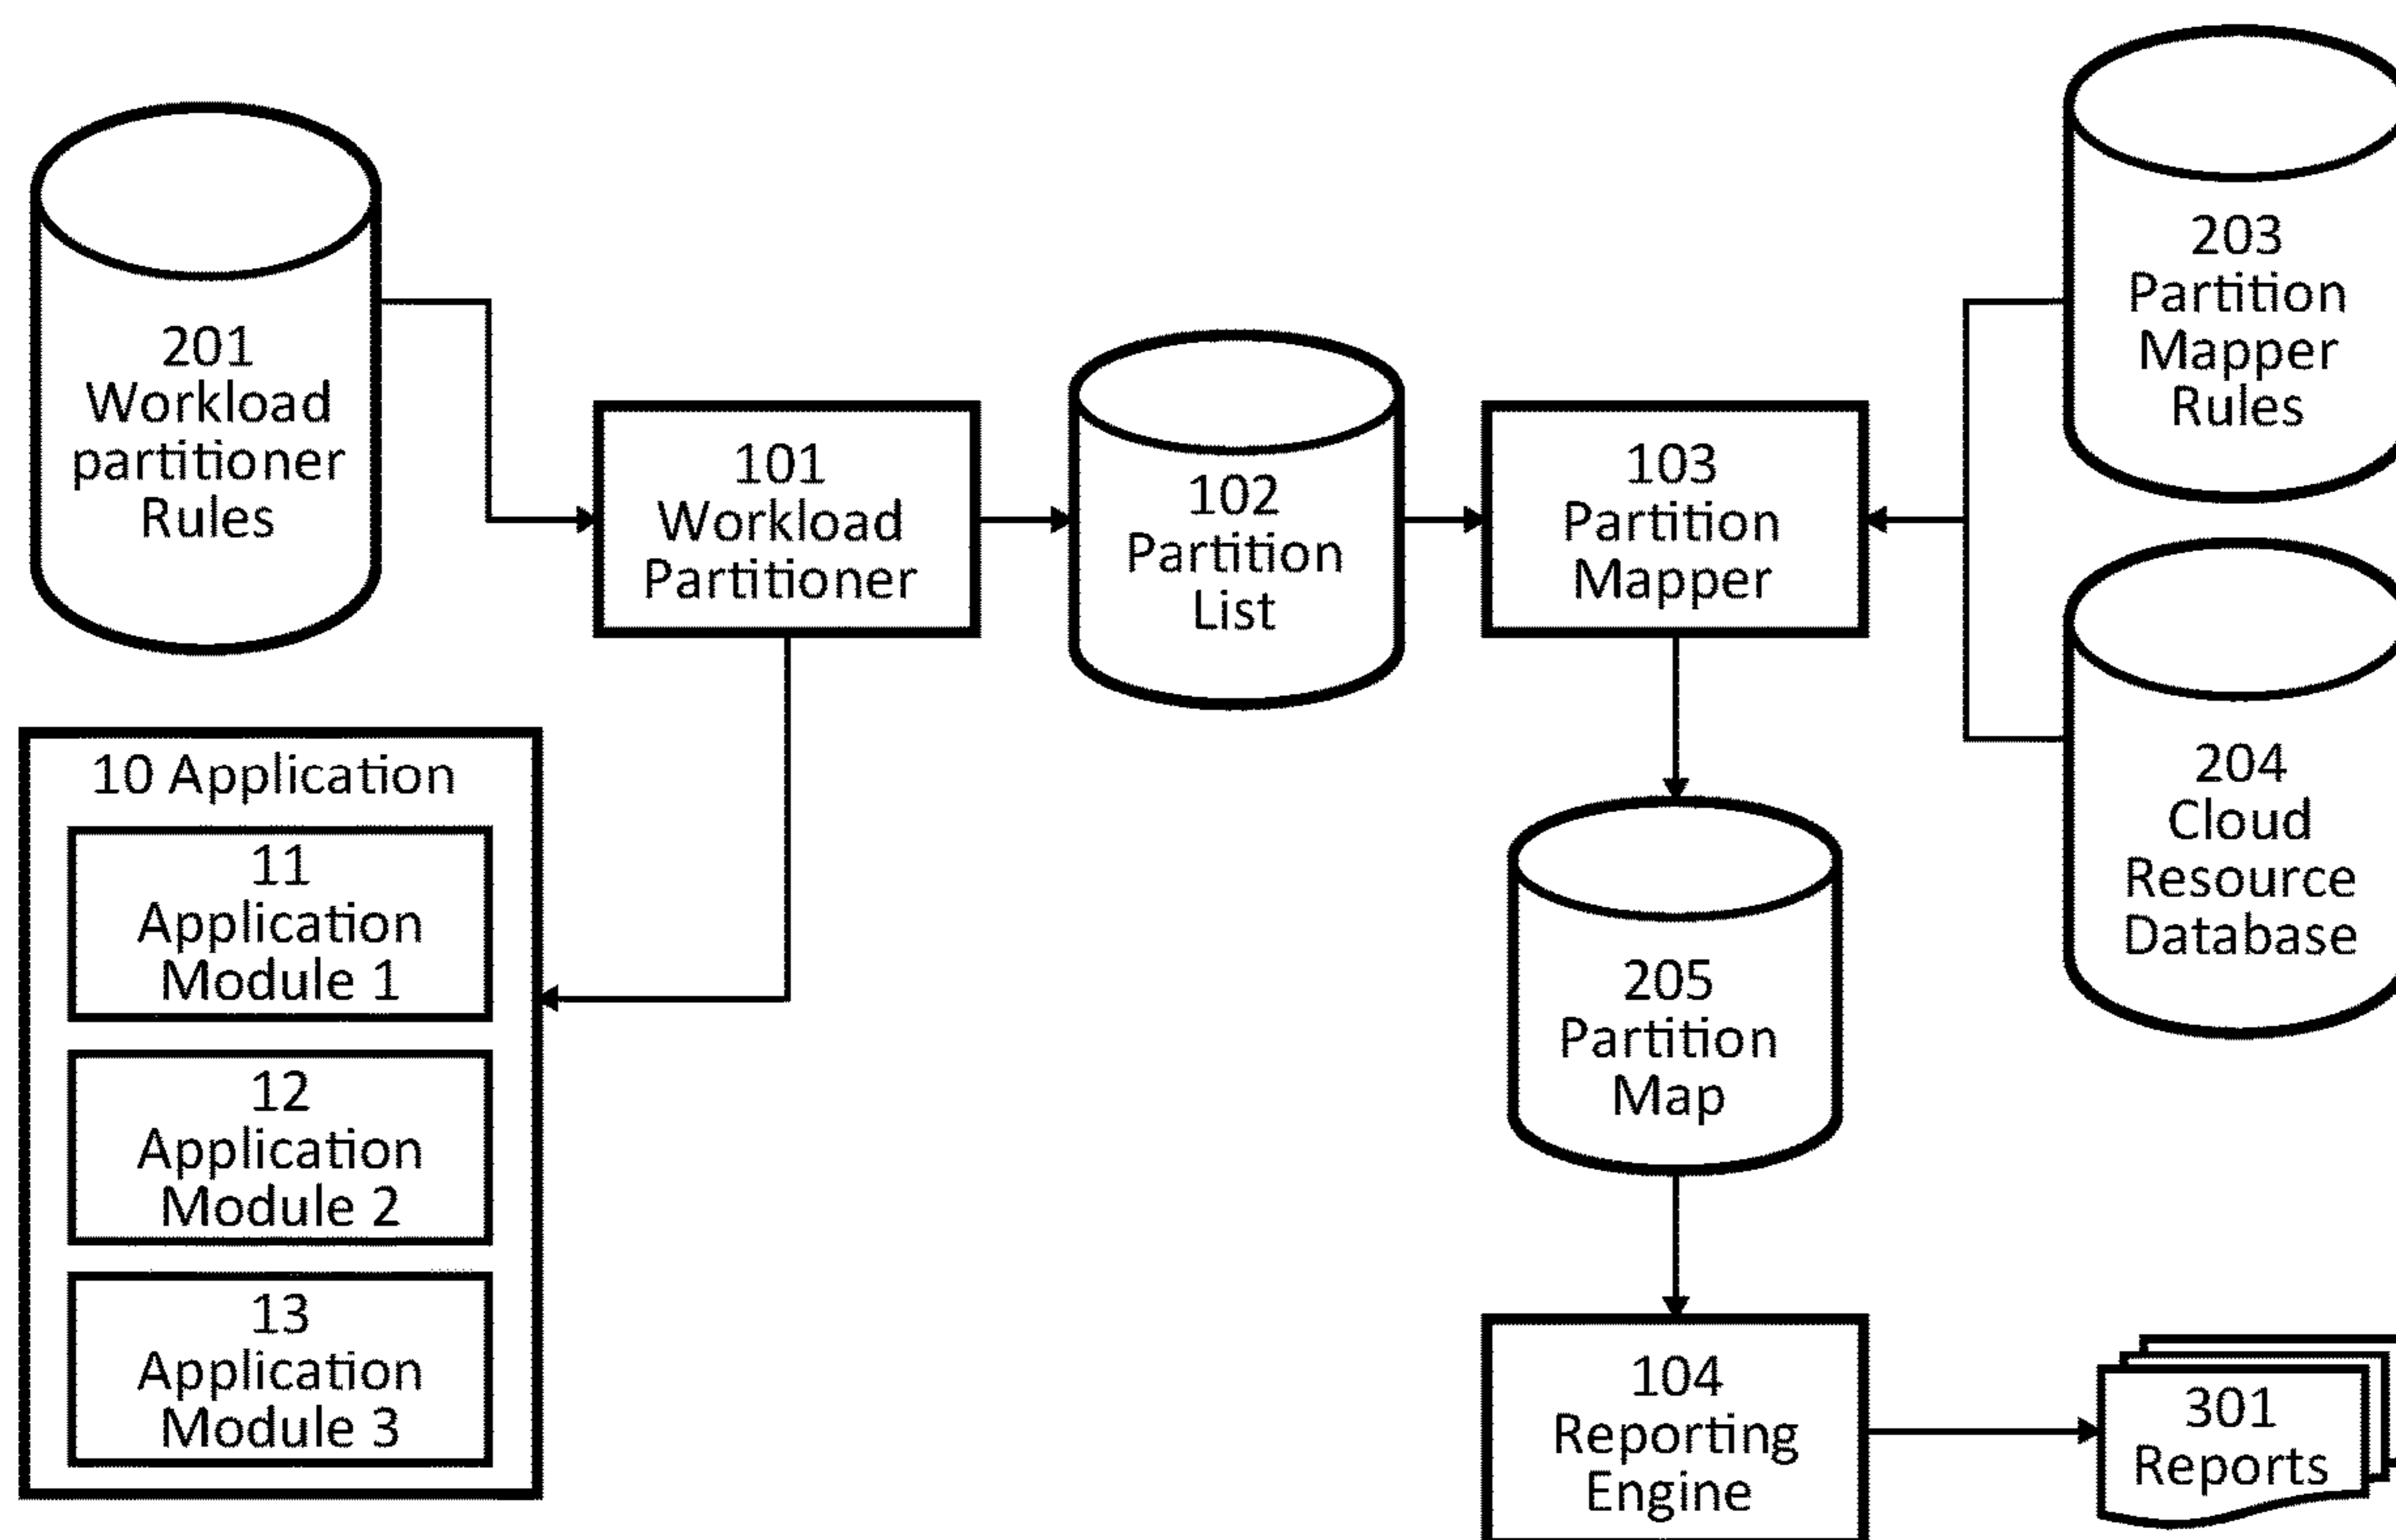 201
Workload
partitioner
Rules
101
Workload
Partitioner
102
Partition
List
103
Partition
Mapper
203
Partition
Mapper
Rules
204
Cloud
Resource
Database
10 Application
11
Application
Module 1
12
Application
Module 2
13
Application
Module 3
205
Partition
Map
104
Reporting
Engine
301
Reports